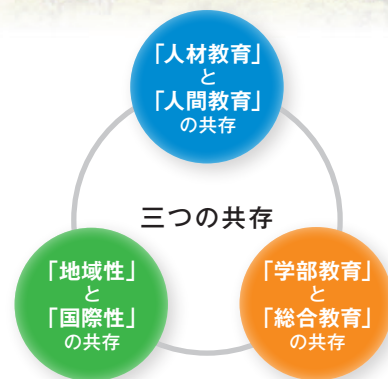 「人材教育」
と
「人間教育」
の共存
三つの共存
「地域性」
と
「国際性」
の共存
「学部教育」
と
「総合教育」
の共存